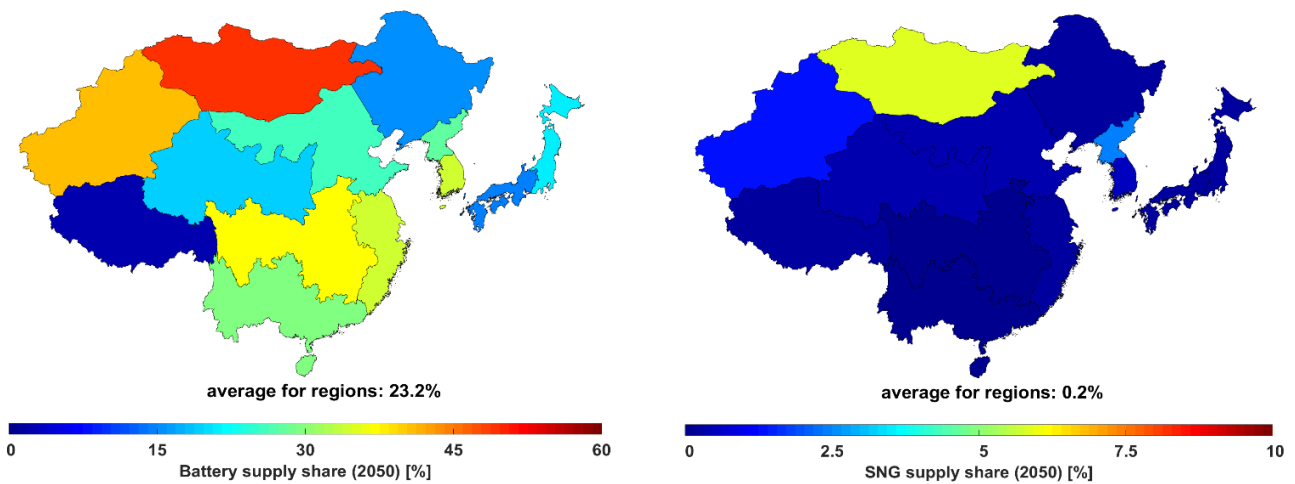 average for regions: 23.2%
0 15 30 45 60
Battery supply share (2050) [%]
average for regions: 0.2%
0 2.5 5 7.5 10
SNG supply share (2050) [%]